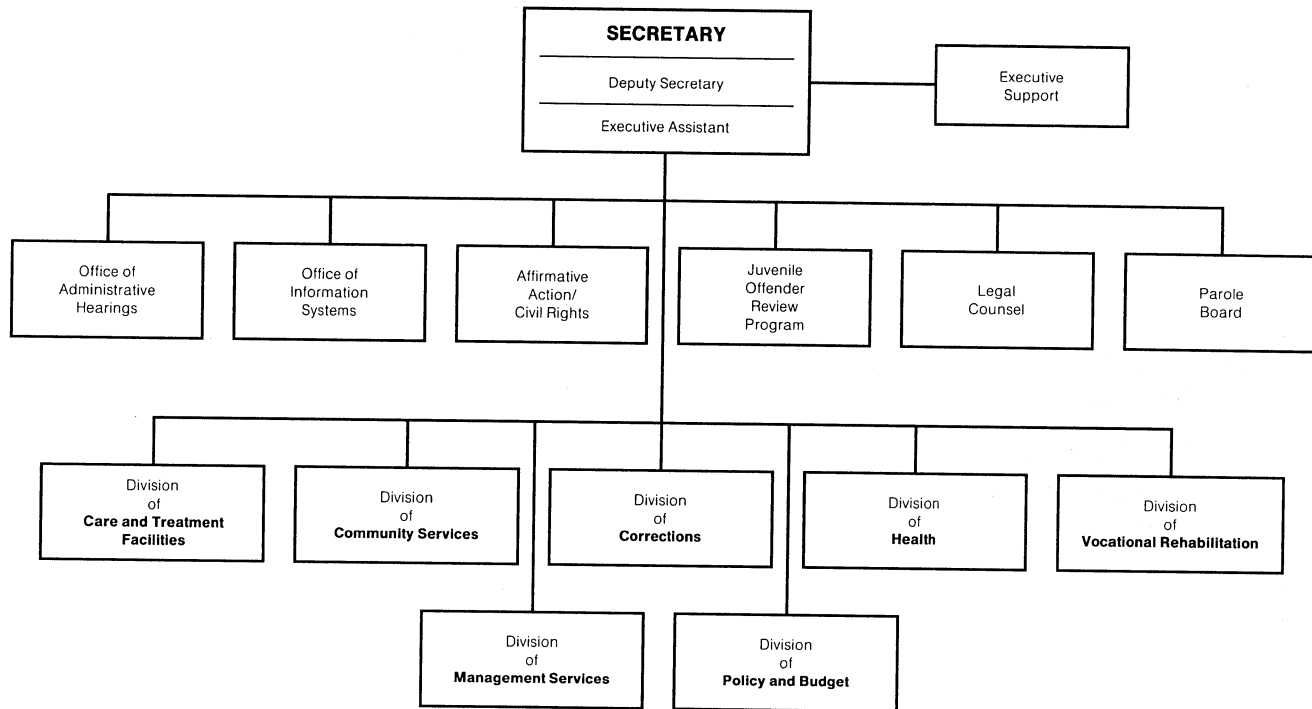 SECRETARY
Deputy Secretary
Executive Assistant
Executive
Support
Office of
Administrative
Hearings
Office of
Information
Systems
Affirmative
Action/
Civil Rights
Juvenile
Offender
Review
Program
Legal
Counsel
Parole
Board
Division
of
Care and Treatment
Facilities
Division
of
Community Services
Division
of
Corrections
Division
of
Health
Division
of
Vocational Rehabilitation
Division
of
Management Services
Division
of
Policy and Budget